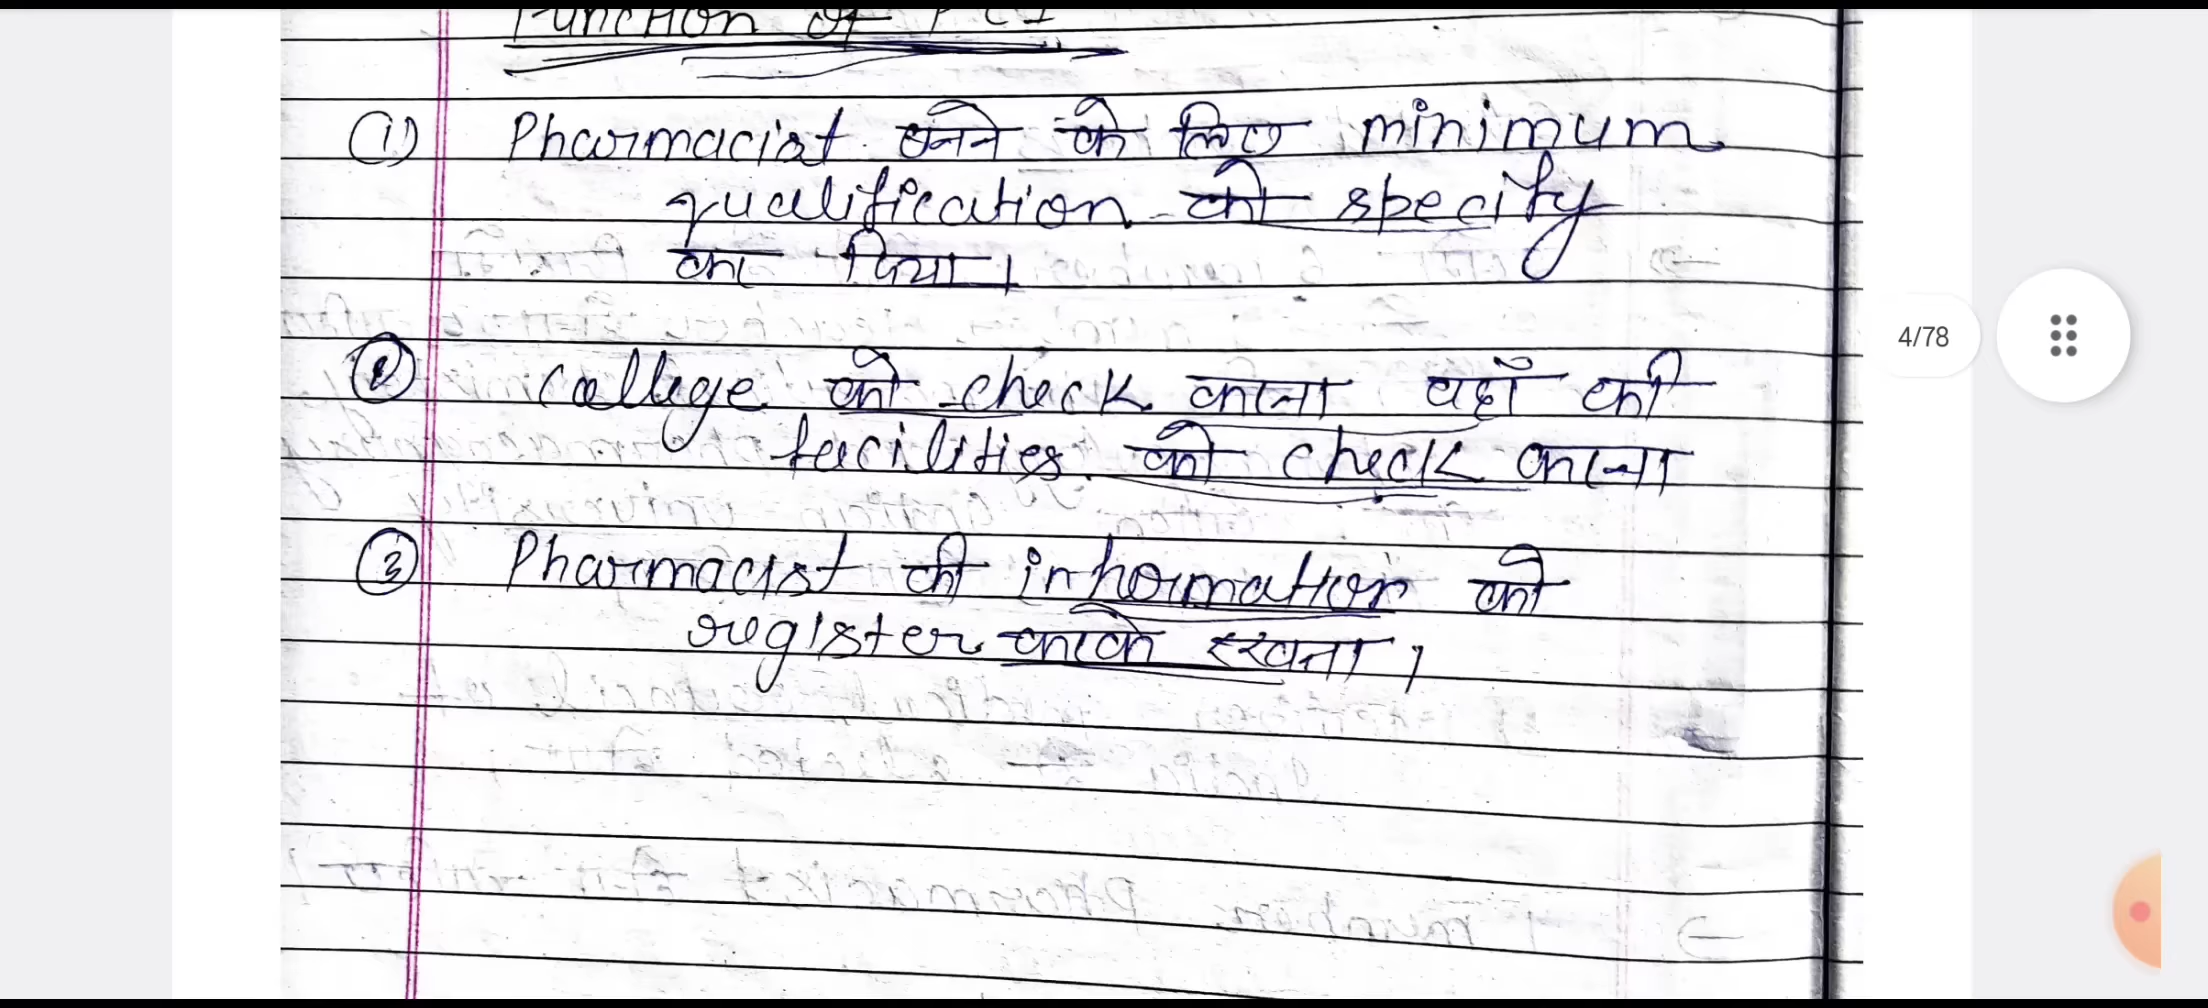 Function of PCI
(1) Pharmacist बनने के लिए minimum
qualification को specify
कर दिया।
(2) college को check करना वहाँ की
facilities को check करना
(3) Pharmacist की information को
register करके रखना।
4/78